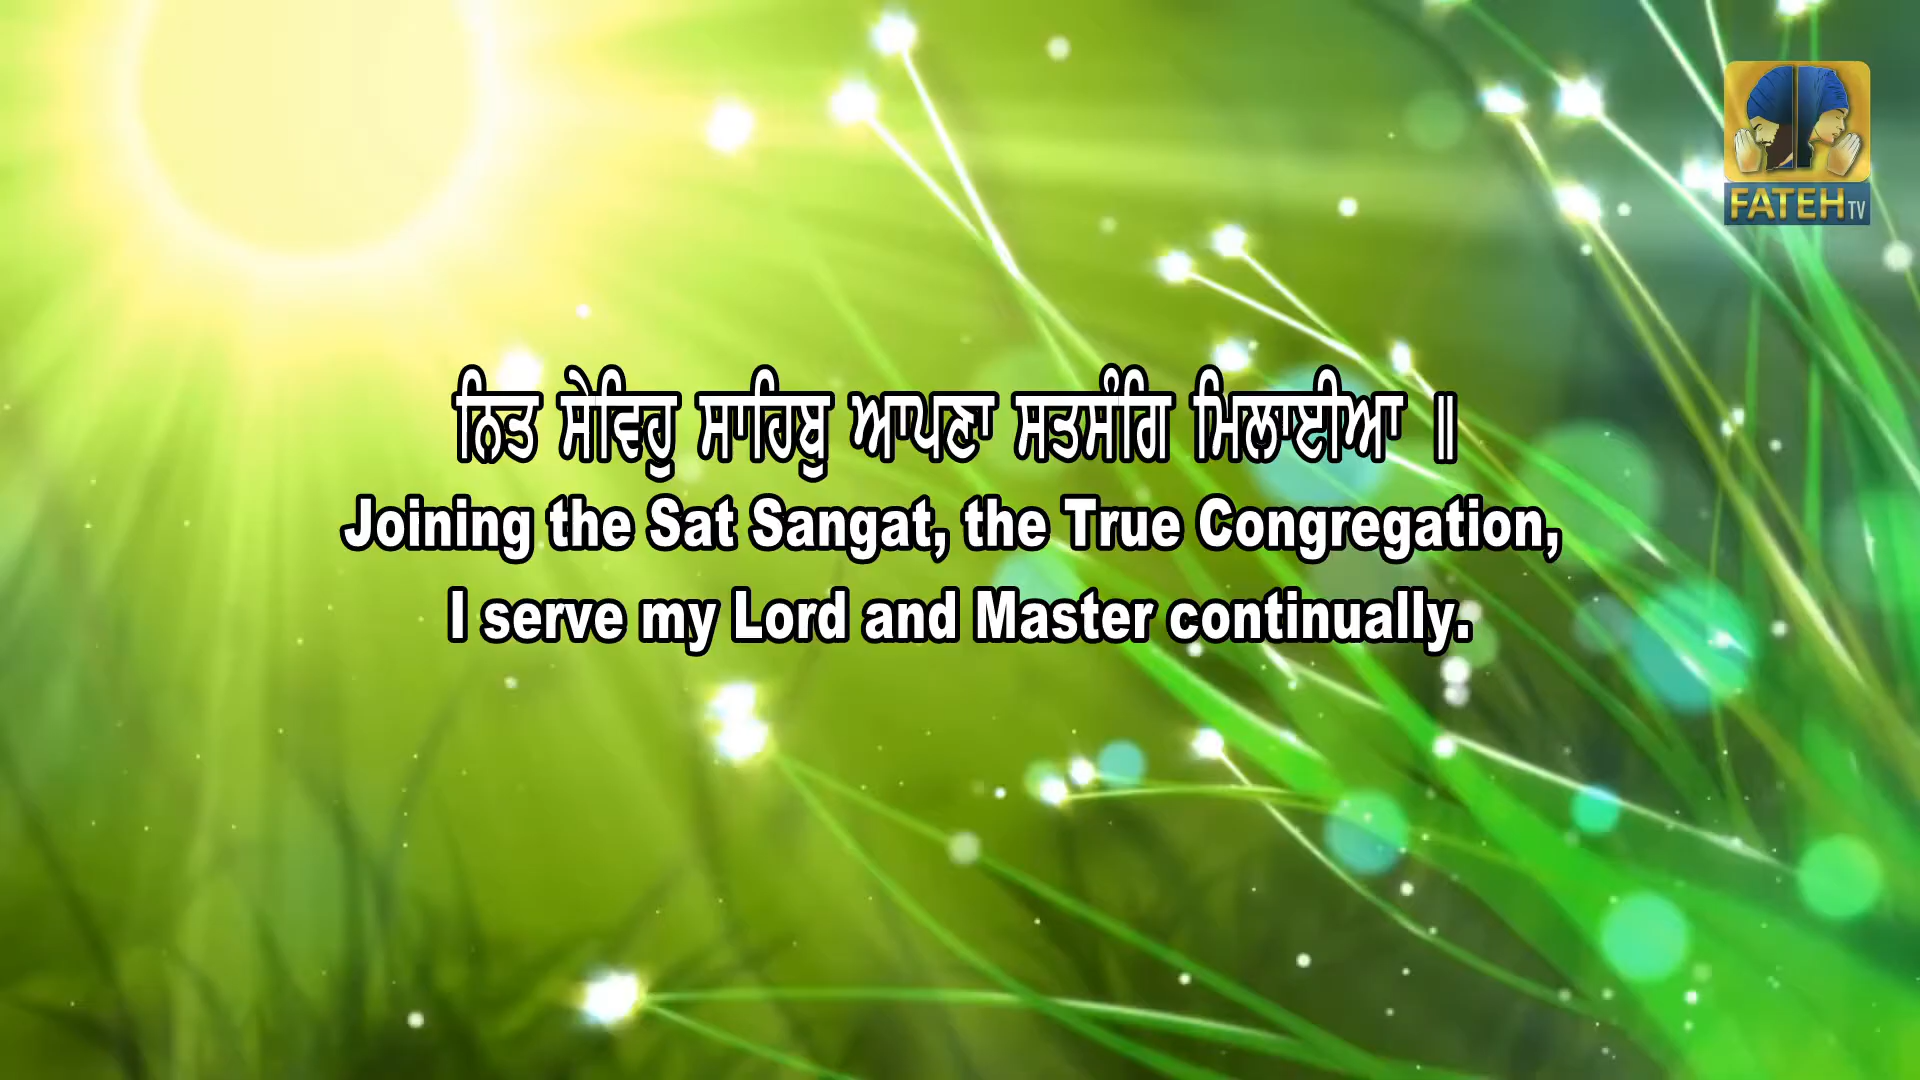 ਨਿਤ ਸੇਵਿਹੁ ਸਾਹਿਬੁ ਆਪਣਾ ਸਤਸੰਗਿ ਮਿਲਾਈਆ ॥
Joining the Sat Sangat, the True Congregation,
I serve my Lord and Master continually.
FATEH TV